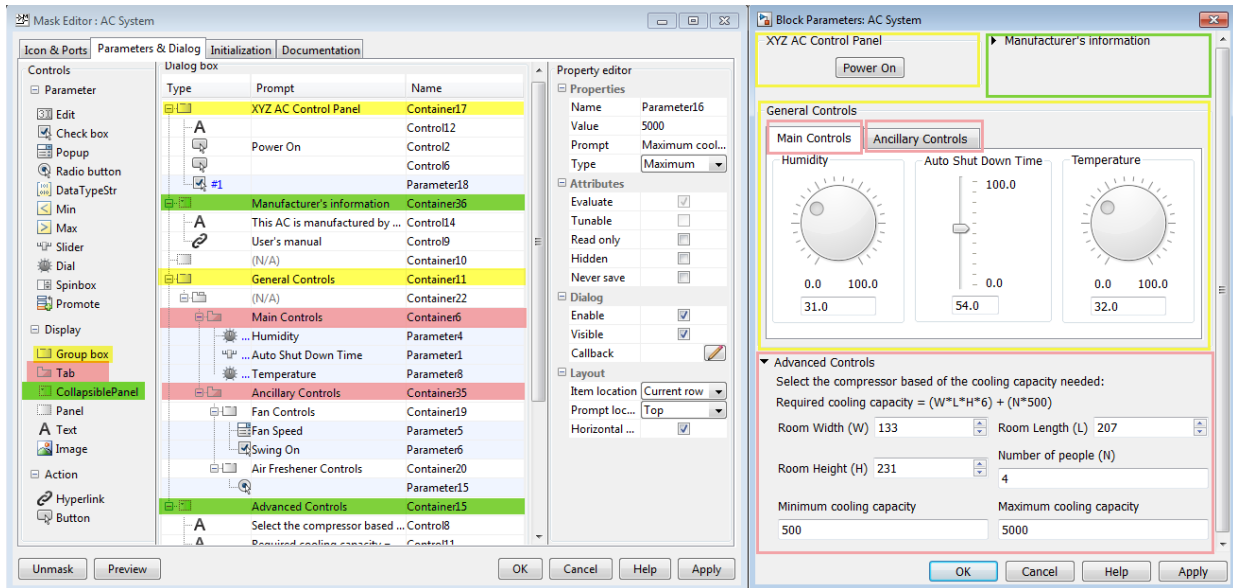 Mask Editor : AC System
Icon & Ports Parameters & Dialog Initialization Documentation
Controls
Parameter
Edit
Check box
Popup
Radio button
DataTypeStr
Min
Max
Slider
Dial
Spinbox
Promote
Display
Group box
Tab
CollapsiblePanel
Panel
A Text
Image
Action
Hyperlink
Button
Dialog box
Type Prompt Name
XYZ AC Control Panel Container17
A Control12
Power On Control2
Control6
#1 Parameter18
Manufacturer's information Container36
A This AC is manufactured by ... Control14
User's manual Control9
(N/A) Container10
General Controls Container11
(N/A) Container22
Main Controls Container6
... Humidity Parameter4
... Auto Shut Down Time Parameter1
... Temperature Parameter8
Ancillary Controls Container35
Fan Controls Container19
Fan Speed Parameter5
Swing On Parameter6
Air Freshener Controls Container20
Parameter15
Advanced Controls Container15
A Select the compressor based ... Control8
A Required cooling capacity = Control11
Property editor
Properties
Name Parameter16
Value 5000
Prompt Maximum cool...
Type Maximum
Attributes
Evaluate
Tunable
Read only
Hidden
Never save
Dialog
Enable
Visible
Callback
Layout
Item location Current row
Prompt loc... Top
Horizontal ...
Unmask Preview OK Cancel Help Apply
Block Parameters: AC System
XYZ AC Control Panel
Power On
Manufacturer's information
General Controls
Main Controls Ancillary Controls
Humidity Auto Shut Down Time Temperature
100.0
0.0 100.0 0.0 0.0 100.0
31.0 54.0 32.0
Advanced Controls
Select the compressor based of the cooling capacity needed:
Required cooling capacity = (W*L*H*6) + (N*500)
Room Width (W) 133 Room Length (L) 207
Number of people (N)
Room Height (H) 231
4
Minimum cooling capacity Maximum cooling capacity
500 5000
OK Cancel Help Apply